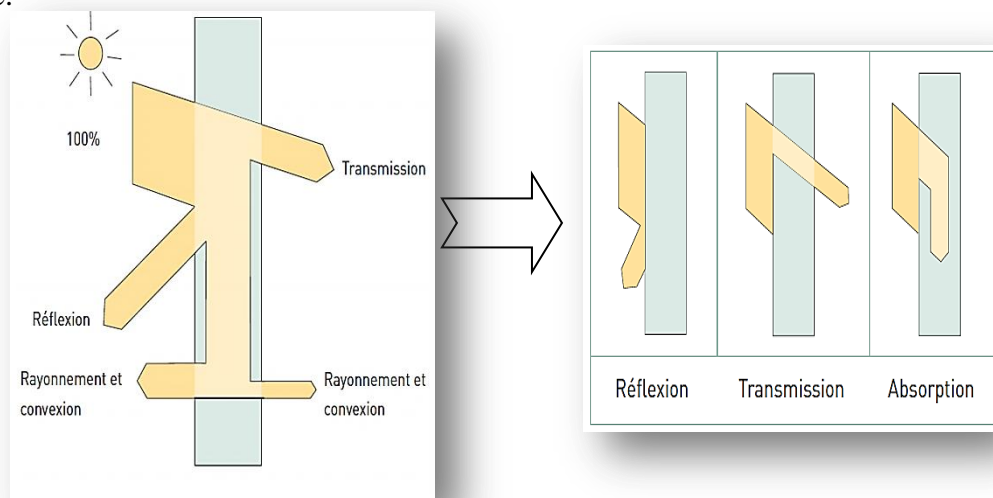 100%
Transmission
Réflexion
Rayonnement et
convexion
Rayonnement et
convexion
Réflexion
Transmission
Absorption